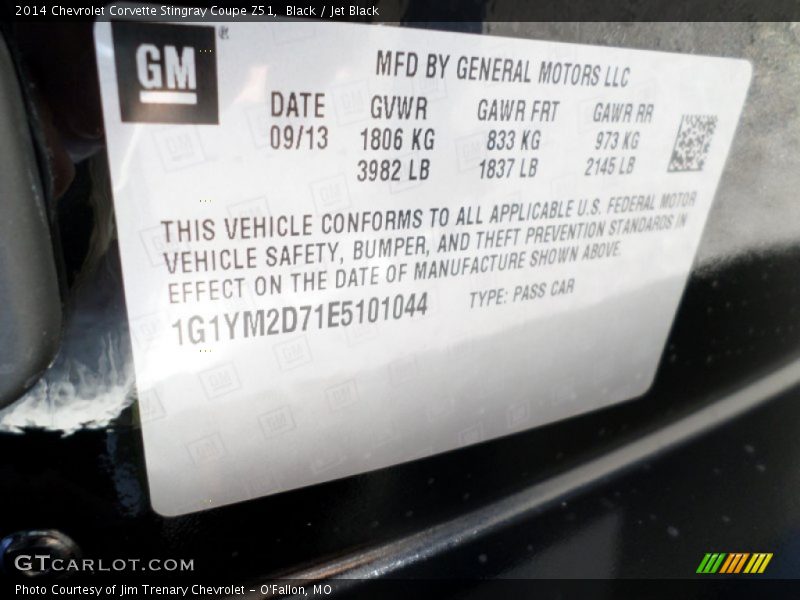 2014 Chevrolet Corvette Stingray Coupe Z51,  Black / Jet Black
GM ®
MFD BY GENERAL MOTORS LLC
DATE GVWR GAWR FRT GAWR RR
09/13 1806 KG 833 KG 973 KG
3982 LB 1837 LB 2145 LB
THIS VEHICLE CONFORMS TO ALL APPLICABLE U.S. FEDERAL MOTOR
VEHICLE SAFETY, BUMPER, AND THEFT PREVENTION STANDARDS IN
EFFECT ON THE DATE OF MANUFACTURE SHOWN ABOVE.
1G1YM2D71E5101044 TYPE: PASS CAR
GTCARLOT.COM
Photo Courtesy of Jim Trenary Chevrolet - O'Fallon, MO